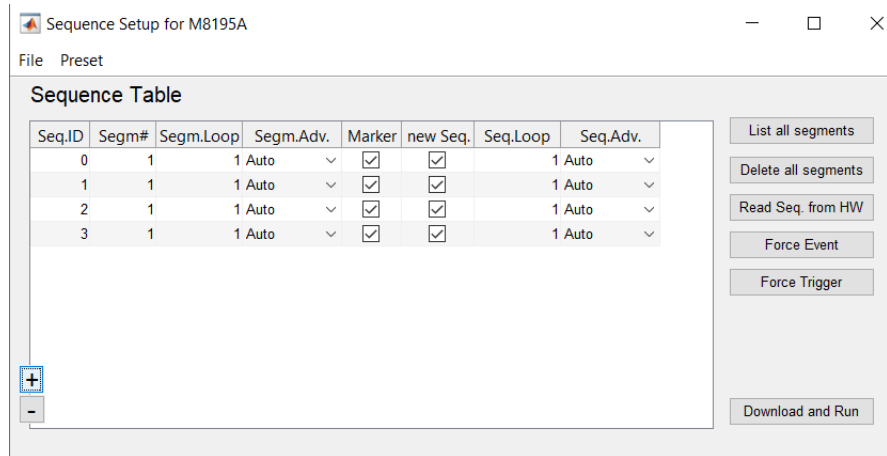 Sequence Setup for M8195A
File Preset
Sequence Table
Seq.ID Segm# Segm.Loop Segm.Adv. Marker new Seq. Seq.Loop Seq.Adv.
0 1 1 Auto 1 Auto
1 1 1 Auto 1 Auto
2 1 1 Auto 1 Auto
3 1 1 Auto 1 Auto
+
-
List all segments
Delete all segments
Read Seq. from HW
Force Event
Force Trigger
Download and Run